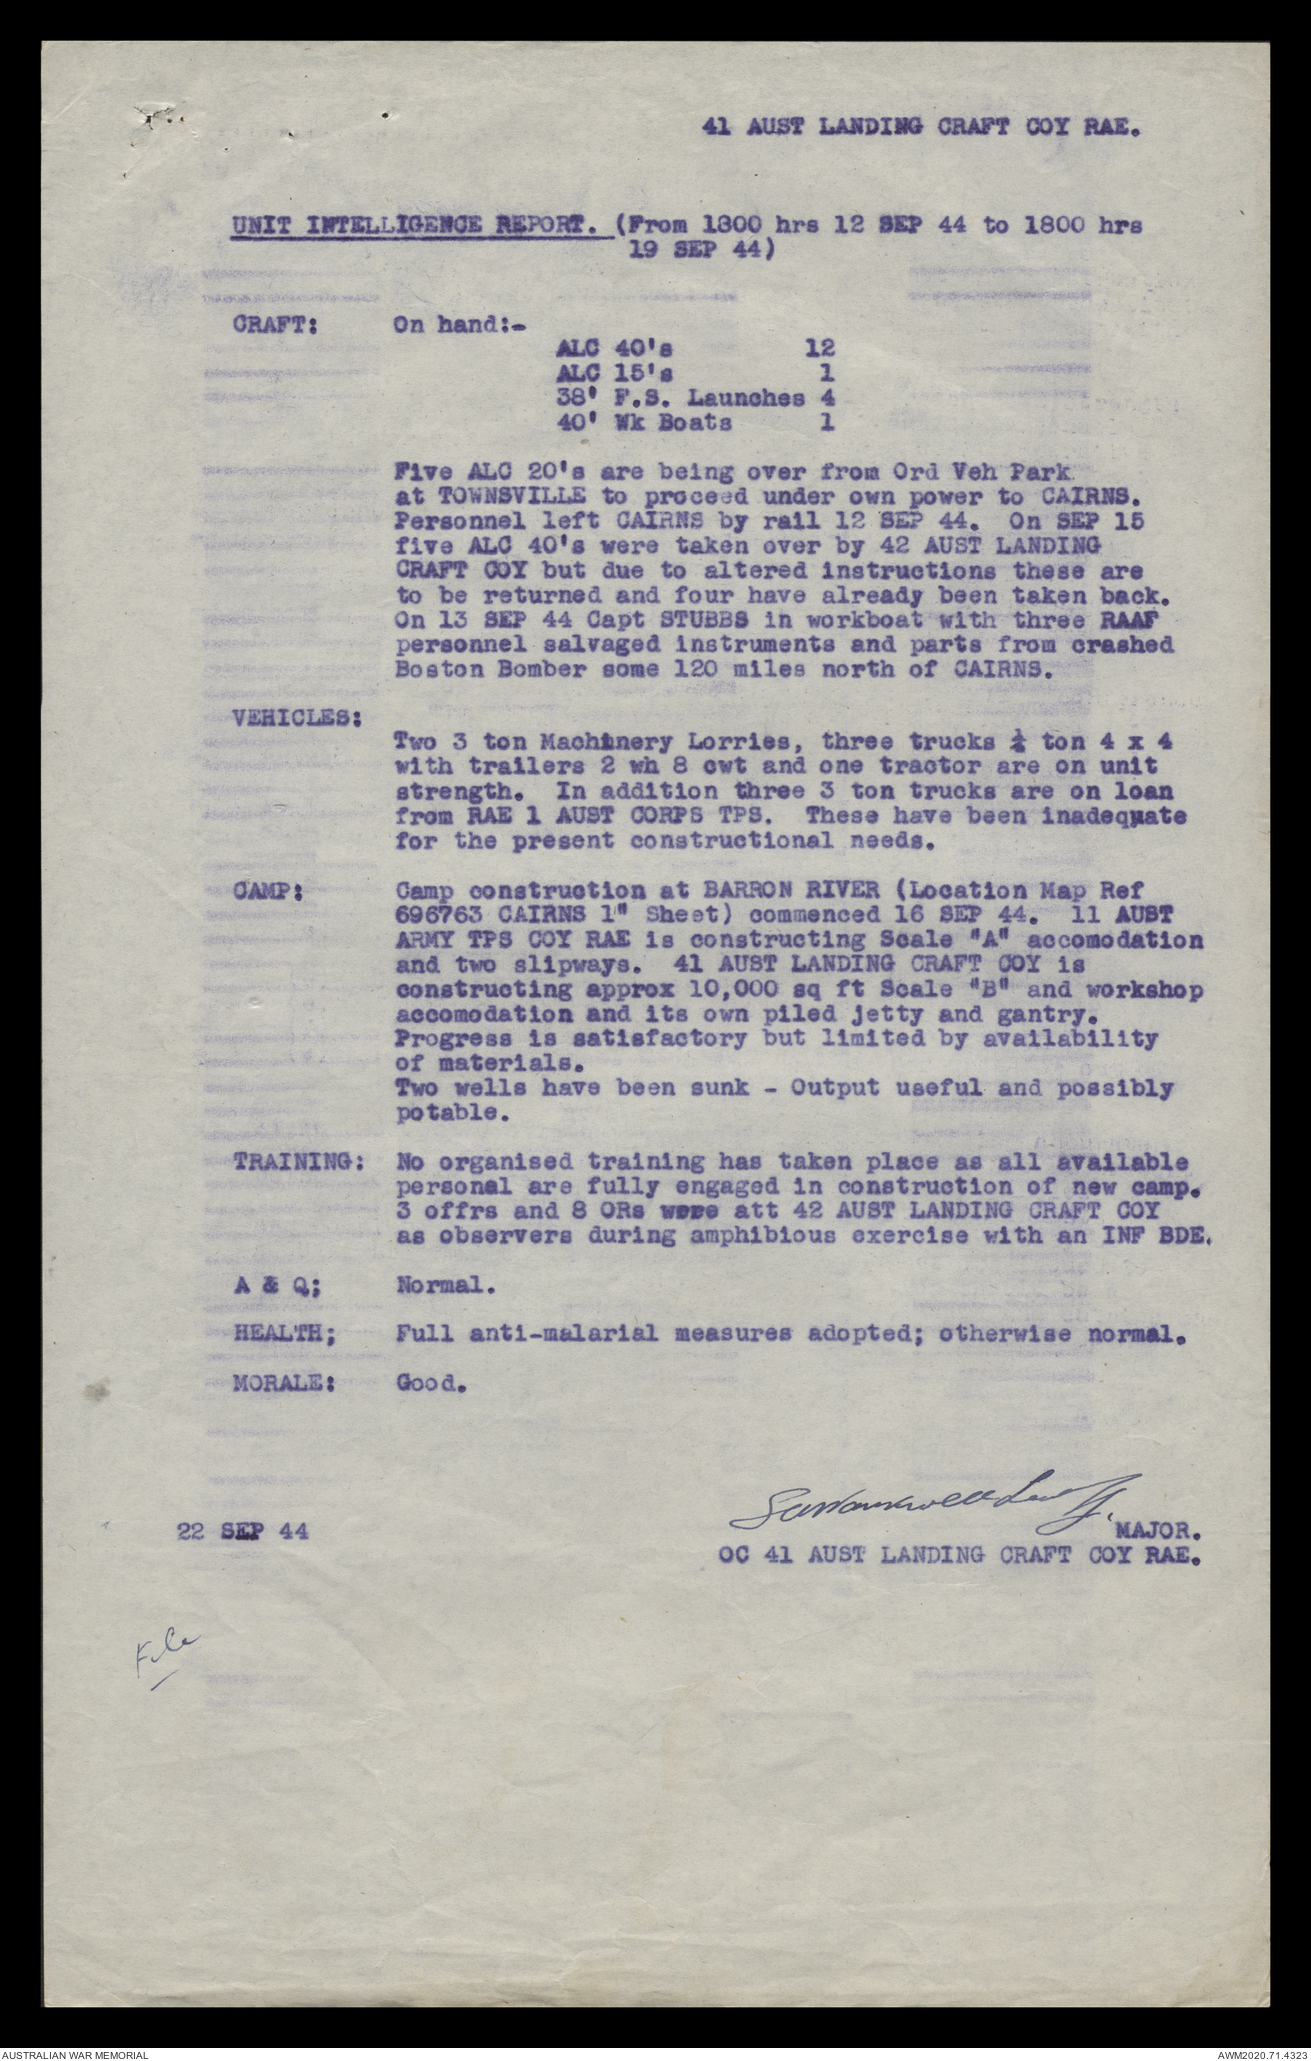 41 AUST LANDING CRAFT COY RAE.
UNIT INTELLIGENCE REPORT. (From 1800 hrs 12 SEP 44 to 1800 hrs
19 SEP 44)
CRAFT: On hand:-
ALC 40's 12
ALC 15's 1
38' F.S. Launches 4
40' Wk Boats 1
Five ALC 20's are being over from Ord Veh Park
at TOWNSVILLE to proceed under own power to CAIRNS.
Personnel left CAIRNS by rail 12 SEP 44. On SEP 15
five ALC 40's were taken over by 42 AUST LANDING
CRAFT COY but due to altered instructions these are
to be returned and four have already been taken back.
On 13 SEP 44 Capt STUBBS in workboat with three RAAF
personnel salvaged instruments and parts from crashed
Boston Bomber some 120 miles north of CAIRNS.
VEHICLES:
Two 3 ton Machinery Lorries, three trucks ¼ ton 4 x 4
with trailers 2 wh 8 cwt and one tractor are on unit
strength. In addition three 3 ton trucks are on loan
from RAE 1 AUST CORPS TPS. These have been inadequate
for the present constructional needs.
CAMP: Camp construction at BARRON RIVER (Location Map Ref
696763 CAIRNS 1" Sheet) commenced 16 SEP 44. 11 AUST
ARMY TPS COY RAE is constructing Scale "A" accomodation
and two slipways. 41 AUST LANDING CRAFT COY is
constructing approx 10,000 sq ft Scale "B" and workshop
accomodation and its own piled jetty and gantry.
Progress is satisfactory but limited by availability
of materials.
Two wells have been sunk - Output useful and possibly
potable.
TRAINING: No organised training has taken place as all available
personal are fully engaged in construction of new camp.
3 offrs and 8 ORs were att 42 AUST LANDING CRAFT COY
as observers during amphibious exercise with an INF BDE.
A & Q; Normal.
HEALTH; Full anti-malarial measures adopted; otherwise normal.
MORALE: Good.
22 SEP 44 MAJOR.
OC 41 AUST LANDING CRAFT COY RAE.
File
AUSTRALIAN WAR MEMORIAL AWM2020.71.4323